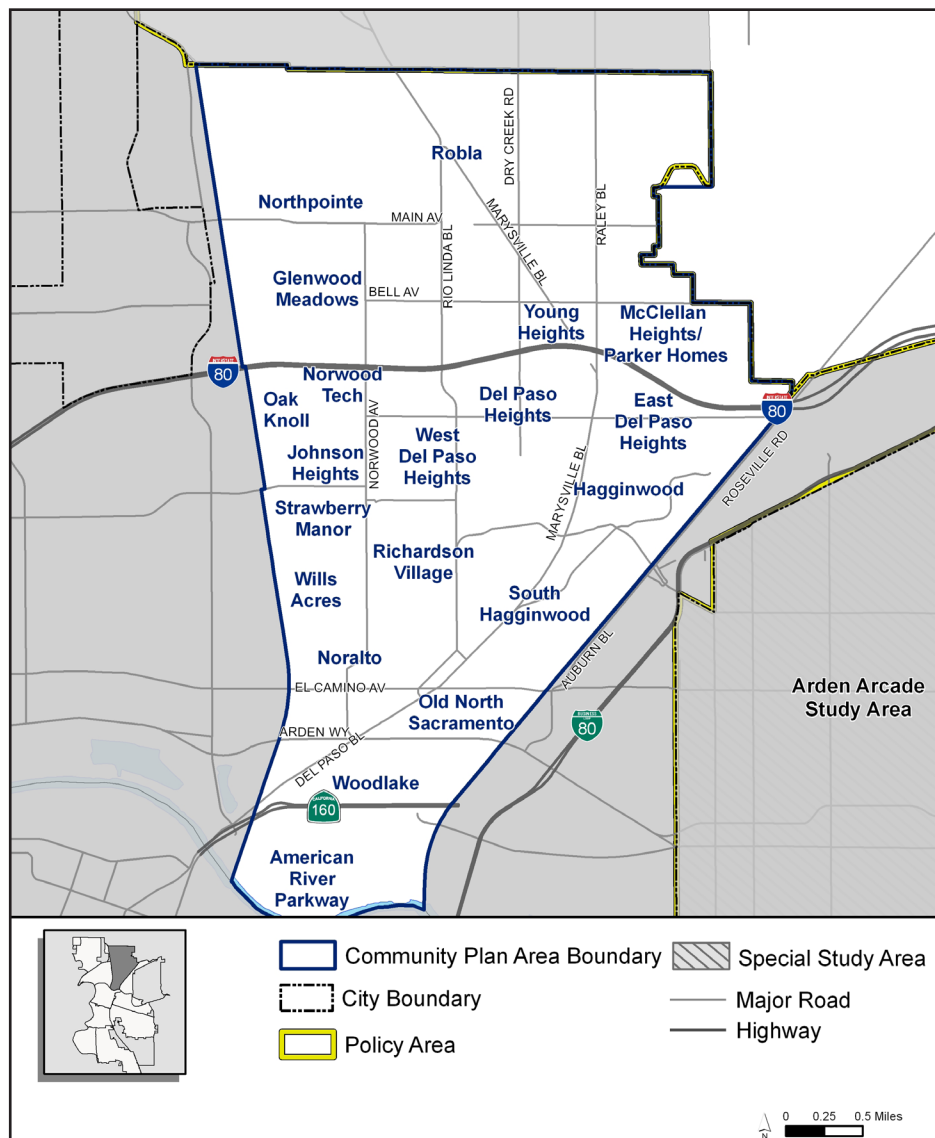 DRY CREEK RD
Robla
RALEY BL
Northpointe
MAIN AV
RIO LINDA BL
MARYSVILLE BL
Glenwood
Meadows
BELL AV
Young
Heights
McClellan
Heights/
Parker Homes
80
Norwood
Tech
Oak
Knoll
Del Paso
Heights
East
Del Paso
Heights
INTERSTATE
80
NORWOOD AV
West
Del Paso
Heights
Johnson
Heights
MARYSVILLE BL
ROSEVILLE RD
Hagginwood
Strawberry
Manor
Richardson
Village
Wills
Acres
South
Hagginwood
Noralto
AUBURN BL
EL CAMINO AV
Arden Arcade
Study Area
Old North
Sacramento
80
ARDEN WY
DEL PASO BL
Woodlake
CALIFORNIA
160
American
River
Parkway
Community Plan Area Boundary
City Boundary
Policy Area
Special Study Area
Major Road
Highway
0 0.25 0.5 Miles